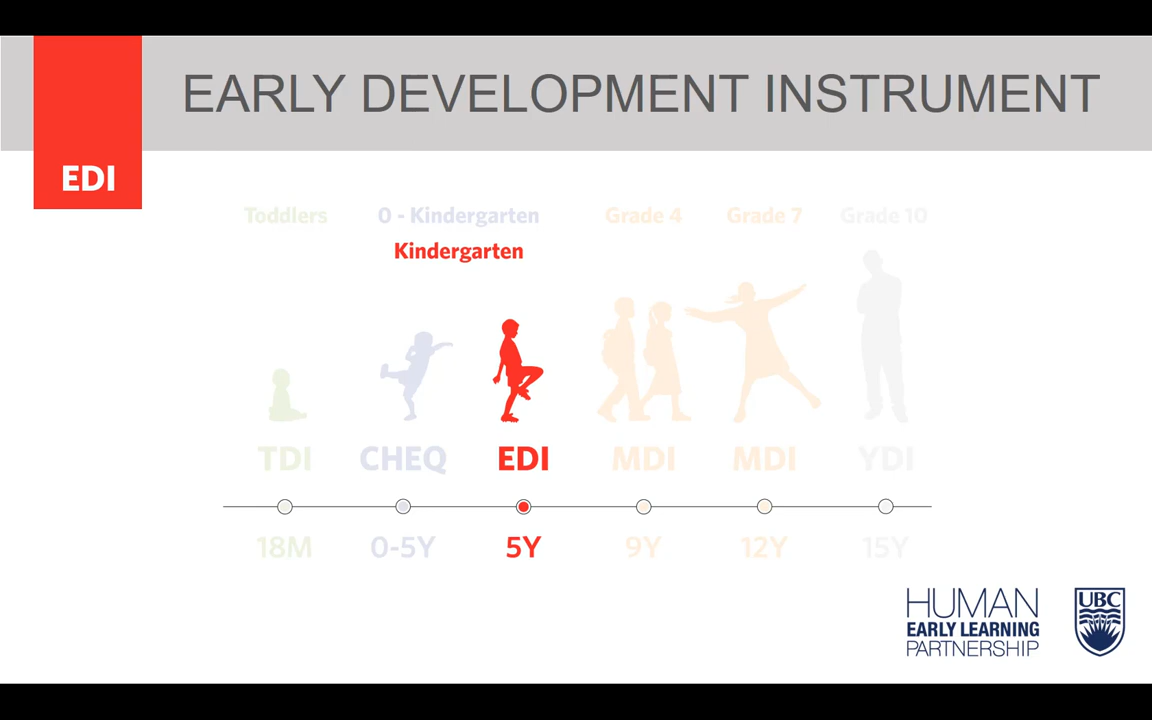 EARLY DEVELOPMENT INSTRUMENT
EDI
Toddlers 0 - Kindergarten Grade 4 Grade 7 Grade 10
Kindergarten
TDI CHEQ EDI MDI MDI YDI
18M 0-5Y 5Y 9Y 12Y 15Y
HUMAN
EARLY LEARNING
PARTNERSHIP
UBC